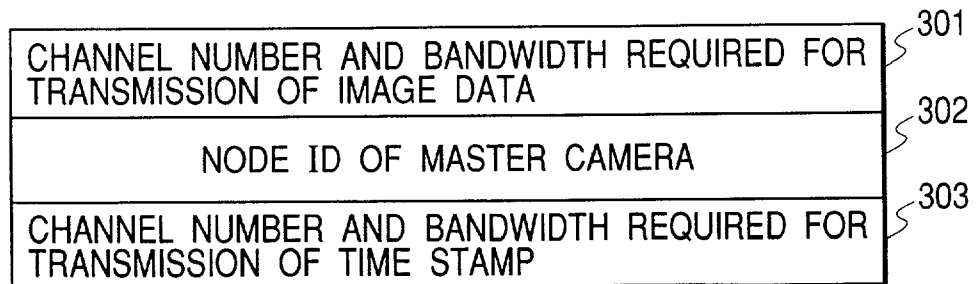 301
CHANNEL NUMBER AND BANDWIDTH REQUIRED FOR
TRANSMISSION OF IMAGE DATA
302
NODE ID OF MASTER CAMERA
303
CHANNEL NUMBER AND BANDWIDTH REQUIRED FOR
TRANSMISSION OF TIME STAMP